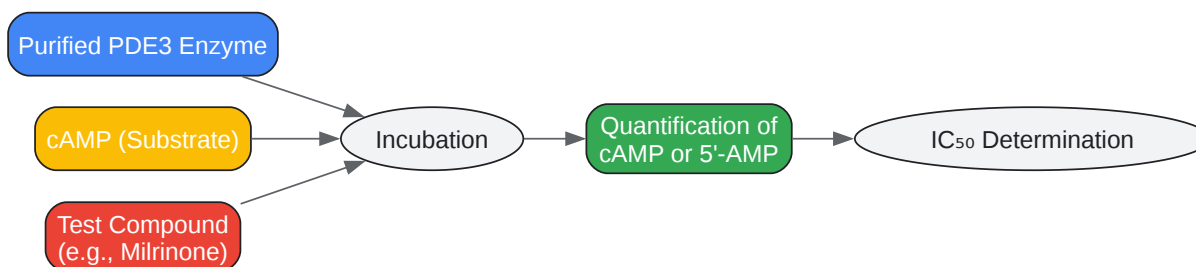 Purified PDE3 Enzyme
cAMP (Substrate)
Test Compound
(e.g., Milrinone)
Incubation
Quantification of
cAMP or 5'-AMP
IC₅₀ Determination